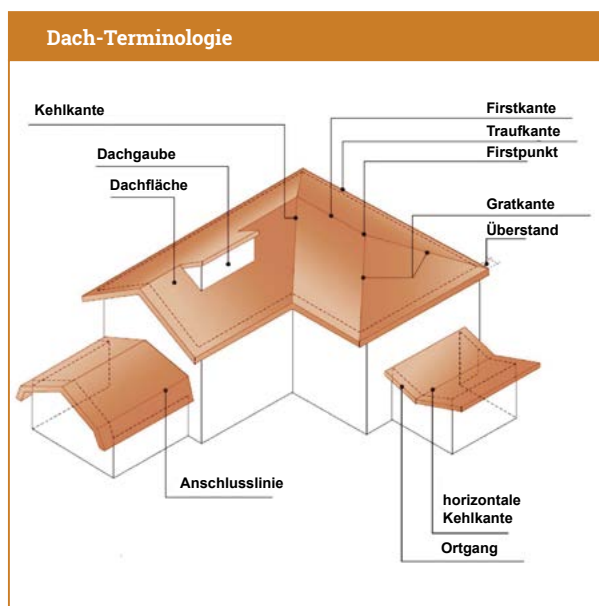 Dach-Terminologie
Kehlkante
Firstkante
Traufkante
Firstpunkt
Dachgaube
Dachfläche
Gratkante
Überstand
Anschlusslinie
horizontale
Kehlkante
Ortgang